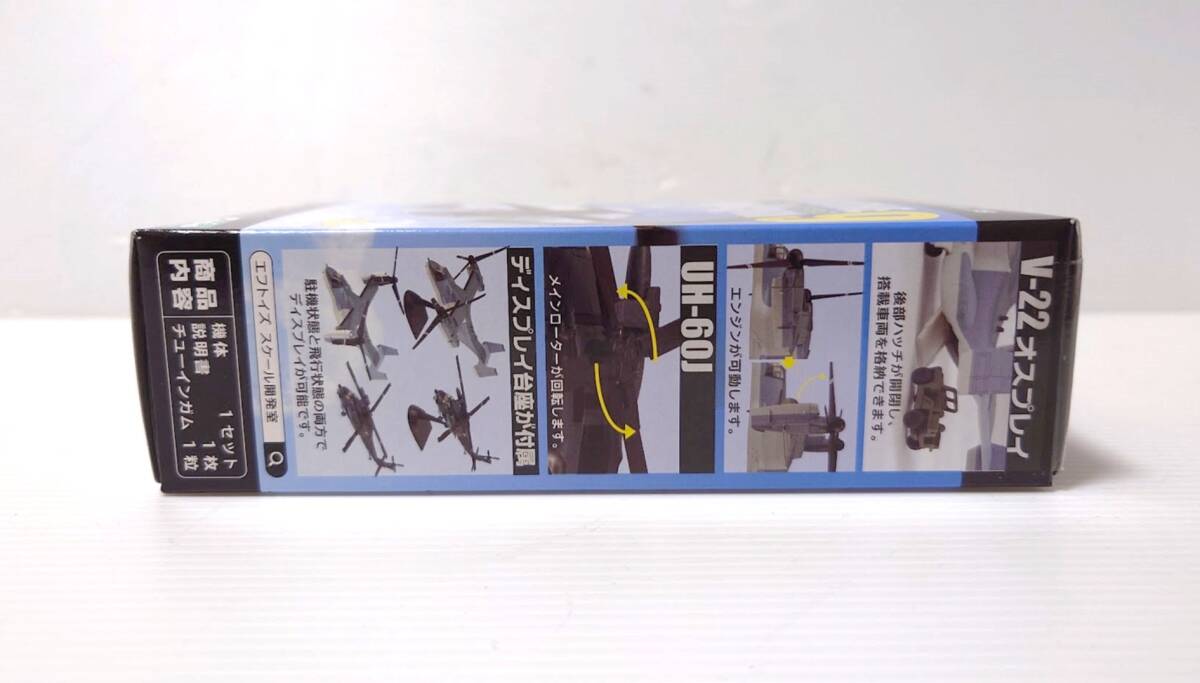 V-22 オスプレイ
後部ハッチが開閉し、
搭載車両を格納できます。
エンジンが可動します。
UH-60J
メインローターが回転します。
ディスプレイ台座が付属
駐機状態と飛行状態の両方で
ディスプレイが可能です。
エフトイズ スケール開発室
商品内容
機体 1セット
説明書 1枚
チューインガム 1粒